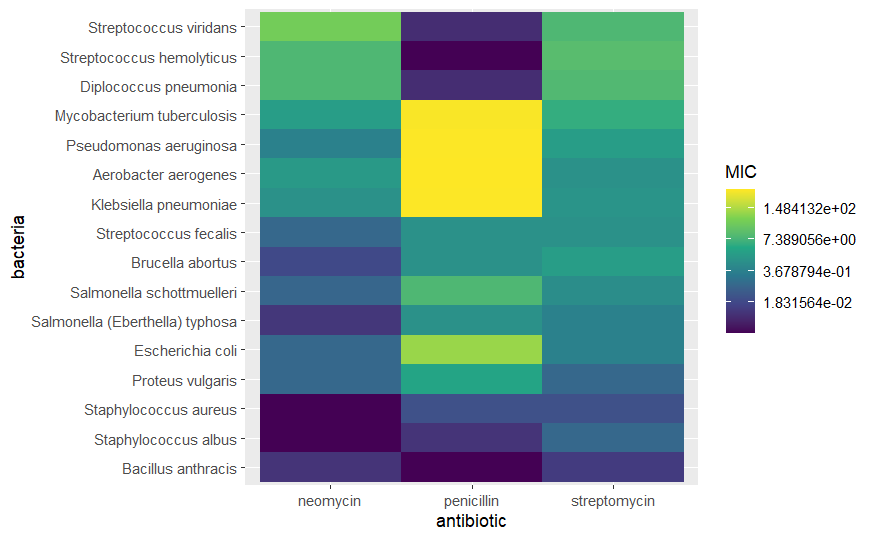 Streptococcus viridans
Streptococcus hemolyticus
Diplococcus pneumonia
Mycobacterium tuberculosis
Pseudomonas aeruginosa
Aerobacter aerogenes
Klebsiella pneumoniae
Streptococcus fecalis
Brucella abortus
Salmonella schottmuelleri
Salmonella (Eberthella) typhosa
Escherichia coli
Proteus vulgaris
Staphylococcus aureus
Staphylococcus albus
Bacillus anthracis
bacteria
neomycin penicillin streptomycin
antibiotic
MIC
1.484132e+02
7.389056e+00
3.678794e-01
1.831564e-02